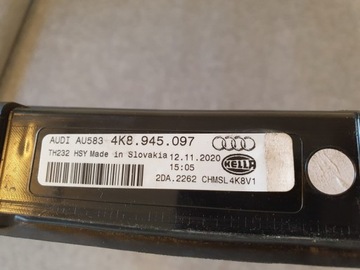 AUDI AU583 4K8.945.097
TH232 HSY Made in Slovakia 12.11.2020
15:05
HELLA
2DA.2262 CHMSL4K8V1